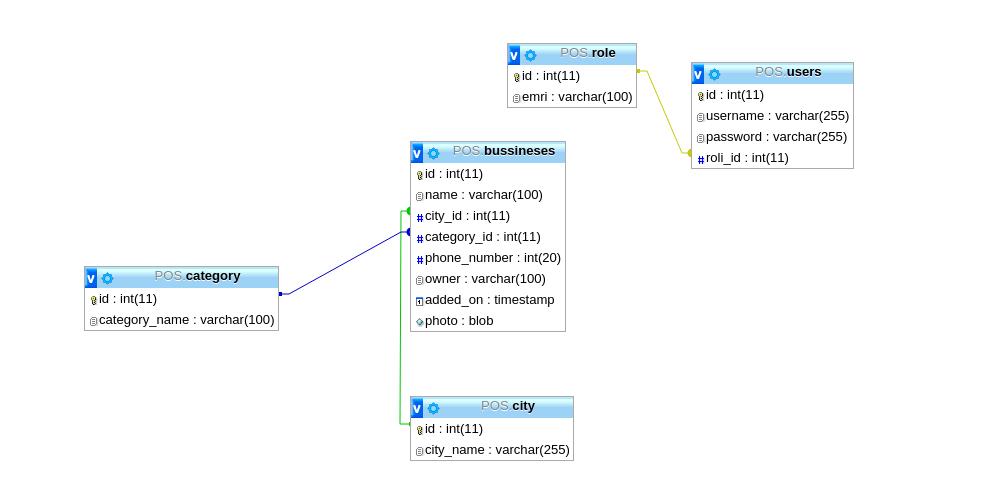 POS role
id : int(11)
emri : varchar(100)
POS users
id : int(11)
username : varchar(255)
password : varchar(255)
# roli_id : int(11)
POS bussineses
id : int(11)
name : varchar(100)
# city_id : int(11)
# category_id : int(11)
# phone_number : int(20)
owner : varchar(100)
added_on : timestamp
photo : blob
POS category
id : int(11)
category_name : varchar(100)
POS city
id : int(11)
city_name : varchar(255)